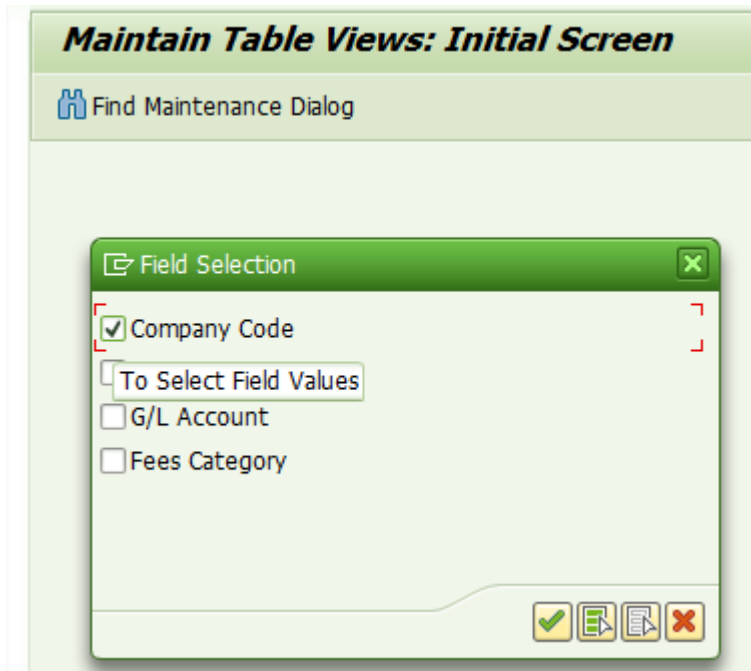 Maintain Table Views: Initial Screen
Find Maintenance Dialog
Field Selection
Company Code
To Select Field Values
G/L Account
Fees Category